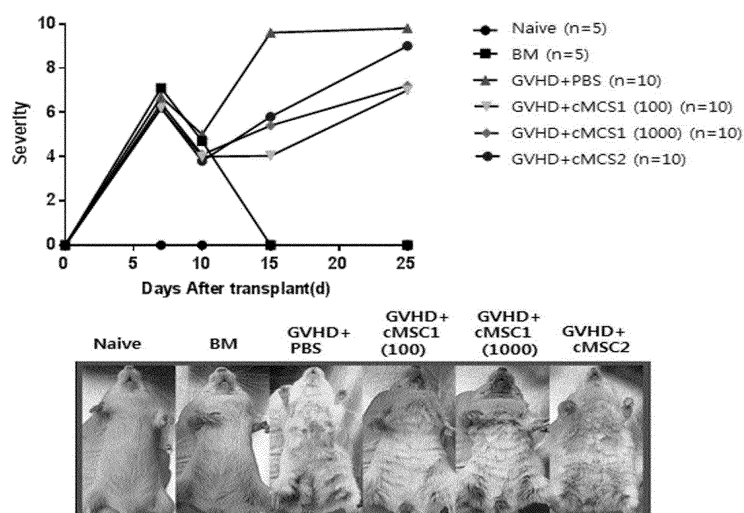 10
8
6
4
2
0
Severity
0 5 10 15 20 25
Days After transplant(d)
Naive (n=5)
BM (n=5)
GVHD+PBS (n=10)
GVHD+cMCS1 (100) (n=10)
GVHD+cMCS1 (1000) (n=10)
GVHD+cMCS2 (n=10)
Naive
BM
GVHD+
PBS
GVHD+
cMSC1
(100)
GVHD+
cMSC1
(1000)
GVHD+
cMSC2